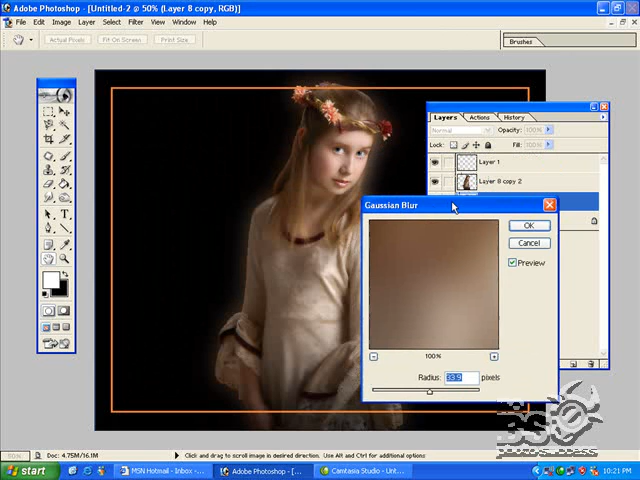 Adobe Photoshop - [Untitled-2 @ 50% (Layer 8 copy, RGB)]
File Edit Image Layer Select Filter View Window Help
Actual Pixels Fit On Screen Print Size
Brushes
Layers Actions History
Normal Opacity: 100%
Lock: Fill: 100%
Layer 1
Layer 8 copy 2
Gaussian Blur
OK
Cancel
Preview
100%
Radius: 33.9 pixels
50% Doc: 4.75M/16.1M Click and drag to scroll image in desired direction. Use Alt and Ctrl for additional options
start MSN Hotmail - Inbox - ... Adobe Photoshop - [... Camtasia Studio - Unt... 10:21 PM